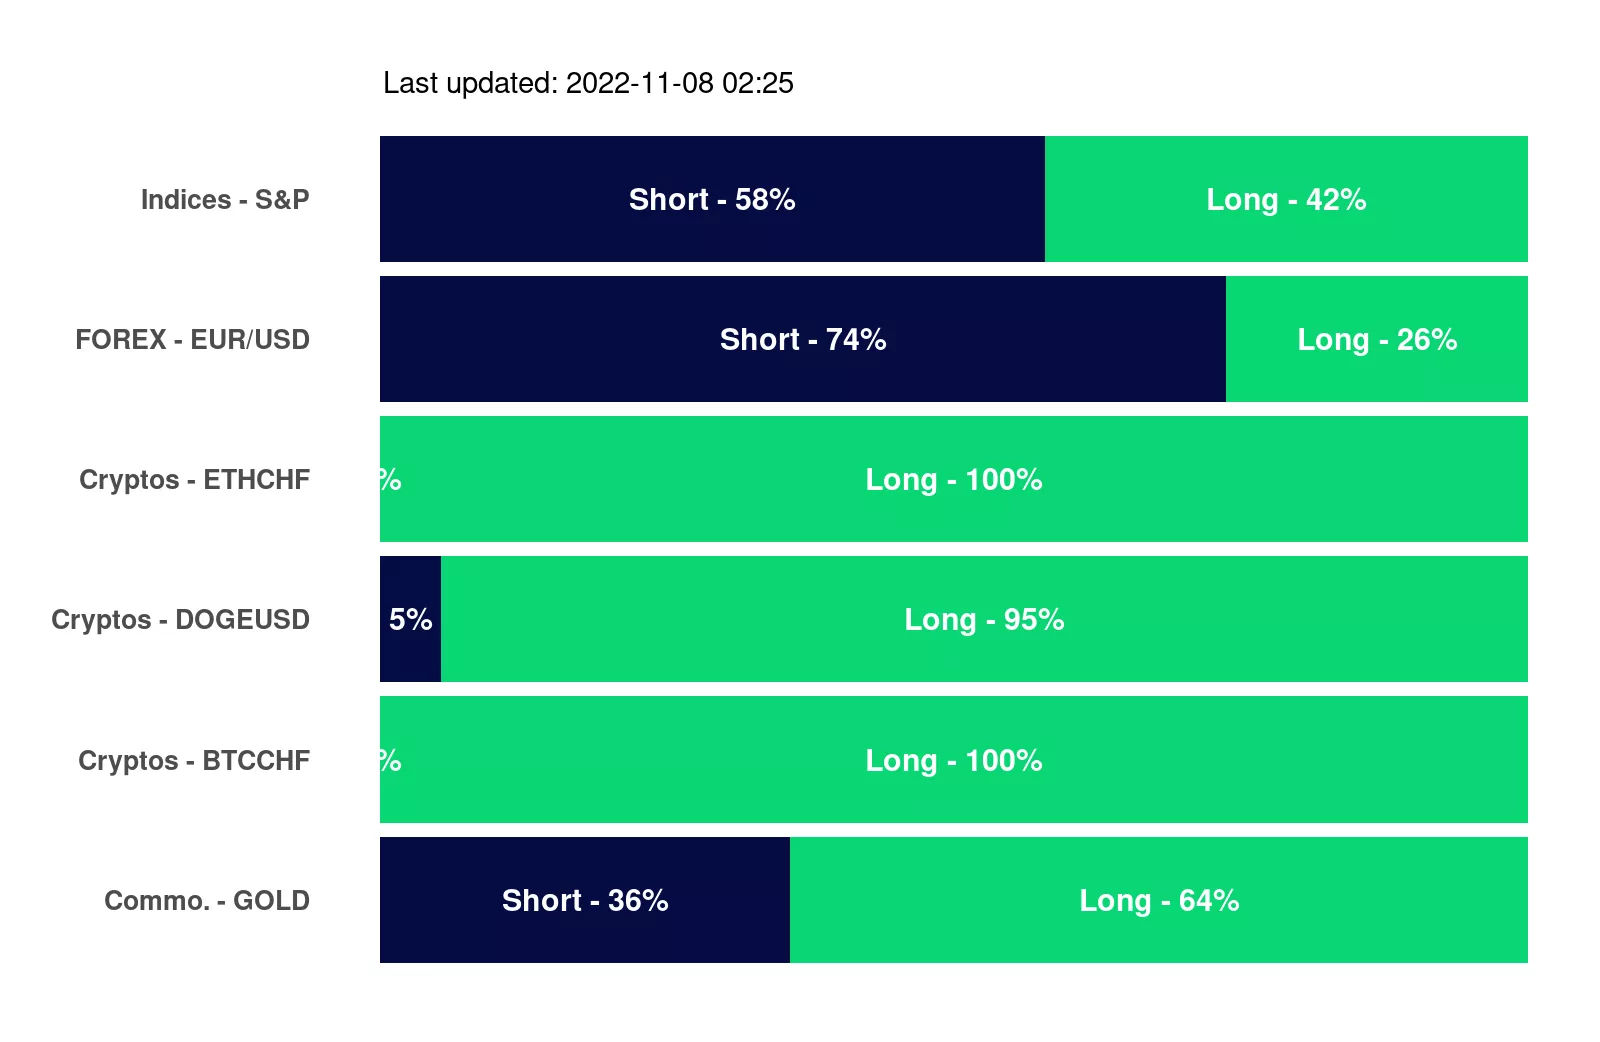 Last updated: 2022-11-08 02:25
Indices - S&P
Short - 58%
Long - 42%
FOREX - EUR/USD
Short - 74%
Long - 26%
Cryptos - ETHCHF
%
Long - 100%
Cryptos - DOGEUSD
5%
Long - 95%
Cryptos - BTCCHF
%
Long - 100%
Commo. - GOLD
Short - 36%
Long - 64%